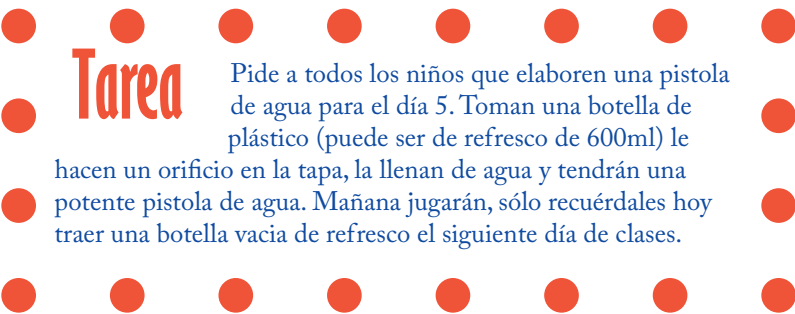 Tarea
Pide a todos los niños que elaboren una pistola
de agua para el día 5. Toman una botella de
plástico (puede ser de refresco de 600ml) le
hacen un orificio en la tapa, la llenan de agua y tendrán una
potente pistola de agua. Mañana jugarán, sólo recuérdales hoy
traer una botella vacia de refresco el siguiente día de clases.